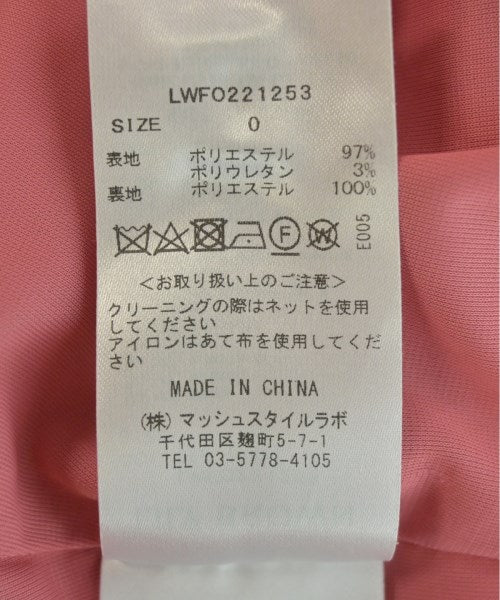 LWFO221253
SIZE 0
表地 ポリエステル 97%
ポリウレタン 3%
裏地 ポリエステル 100%
F W E005
＜お取り扱い上のご注意＞
クリーニングの際はネットを使用
してください
アイロンはあて布を使用してくだ
さい
MADE IN CHINA
(株) マッシュスタイルラボ
千代田区麹町5-7-1
TEL 03-5778-4105